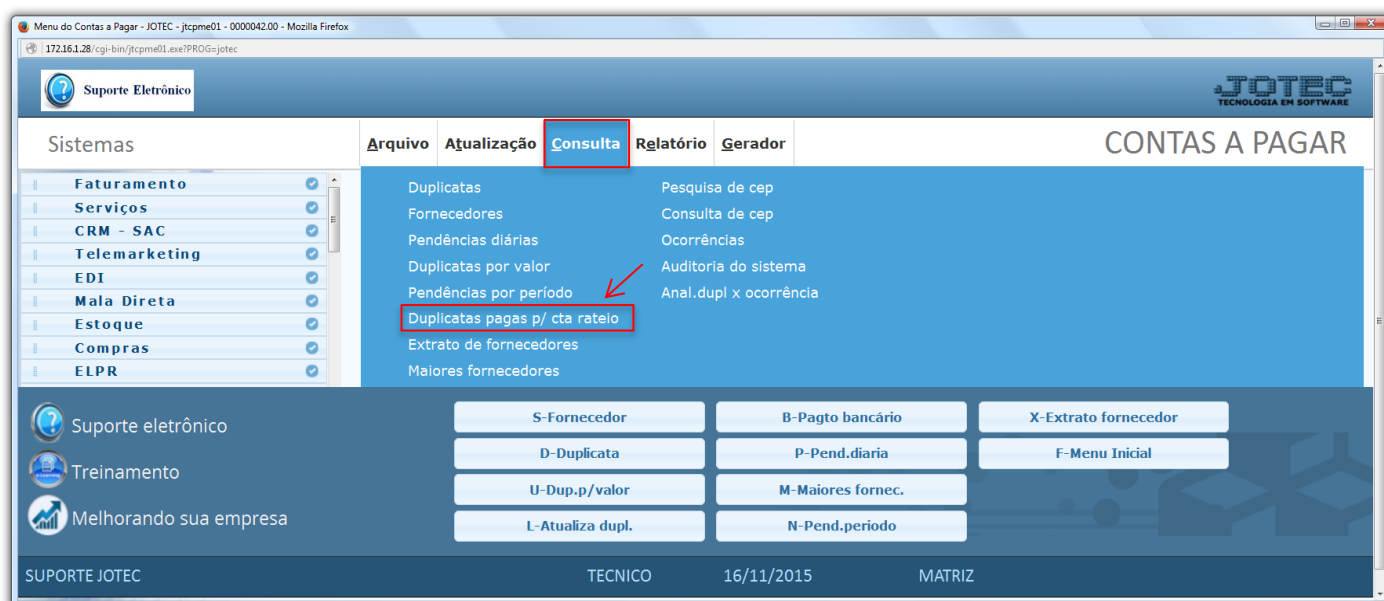 Menu do Contas a Pagar - JOTEC - jtcpme01 - 0000042.00 - Mozilla Firefox
172.16.1.28/cgi-bin/jtcpme01.exe?PROG=jotec
Suporte Eletrônico
JOTEC
TECNOLOGIA EM SOFTWARE
Sistemas
Arquivo Atualização Consulta Relatório Gerador
CONTAS A PAGAR
Faturamento
Serviços
CRM - SAC
Telemarketing
EDI
Mala Direta
Estoque
Compras
ELPR
Duplicatas
Fornecedores
Pendências diárias
Duplicatas por valor
Pendências por período
Duplicatas pagas p/ cta rateio
Extrato de fornecedores
Maiores fornecedores
Pesquisa de cep
Consulta de cep
Ocorrências
Auditoria do sistema
Anal.dupl x ocorrência
Suporte eletrônico
Treinamento
Melhorando sua empresa
S-Fornecedor
B-Pagto bancário
X-Extrato fornecedor
D-Duplicata
P-Pend.diaria
F-Menu Inicial
U-Dup.p/valor
M-Maiores fornec.
L-Atualiza dupl.
N-Pend.periodo
SUPORTE JOTEC
TECNICO
16/11/2015
MATRIZ